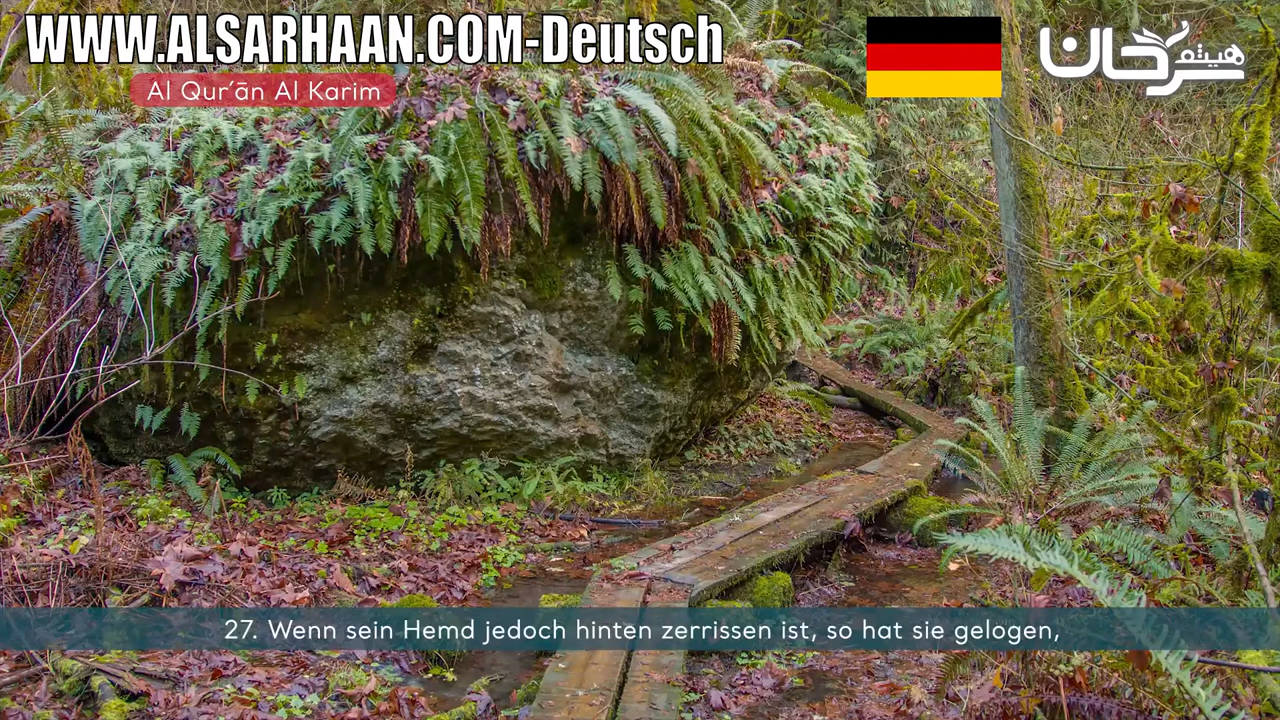 WWW.ALSARHAAN.COM-Deutsch
Al Qur’ān Al Karim
هيثم سرحان
27. Wenn sein Hemd jedoch hinten zerrissen ist, so hat sie gelogen,